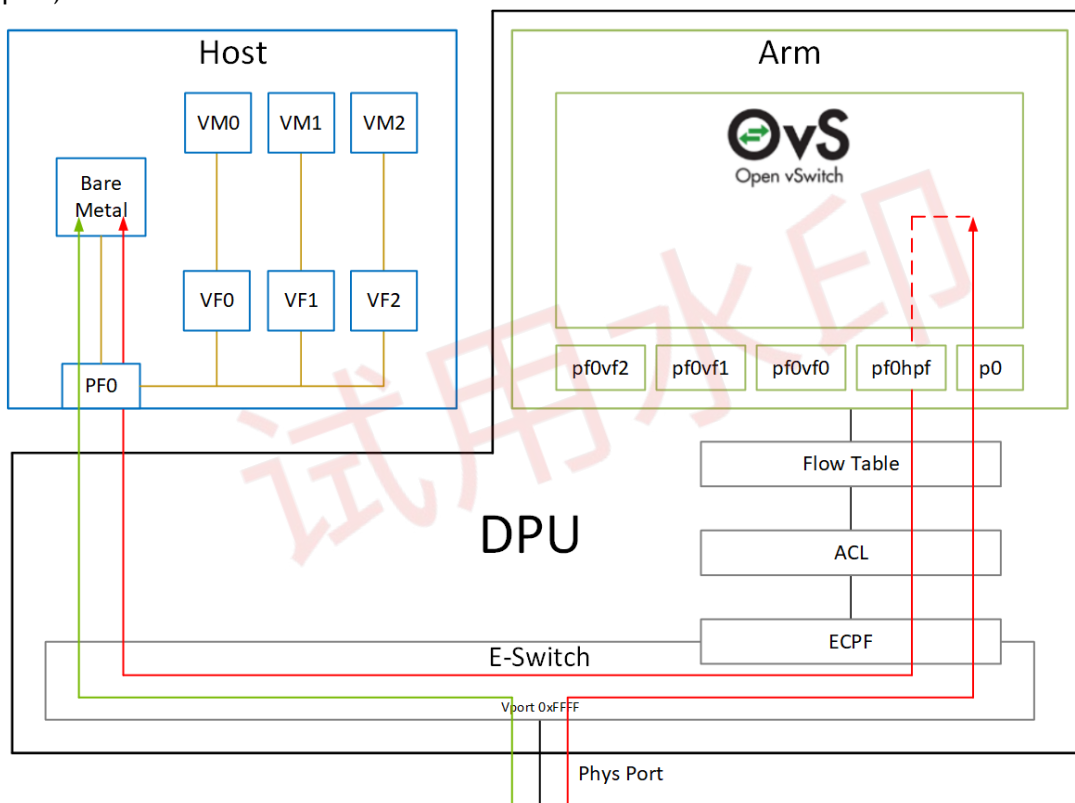 Host
Arm
VM0
VM1
VM2
OvS
Open vSwitch
Bare
Metal
VF0
VF1
VF2
PF0
pf0vf2
pf0vf1
pf0vf0
pf0hpf
p0
Flow Table
DPU
ACL
ECPF
E-Switch
Vport 0xFFFF
Phys Port
试用水印